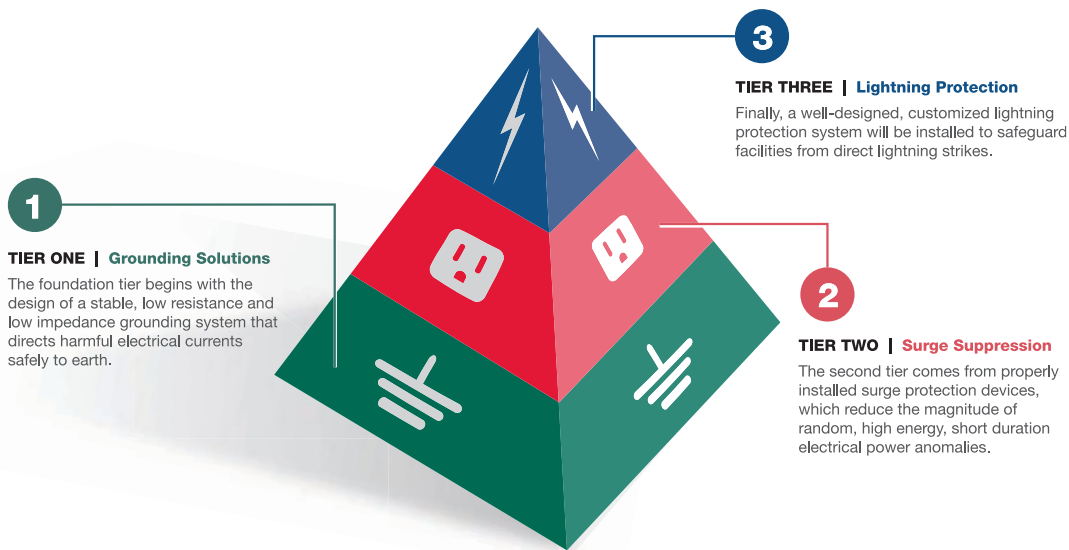 1
TIER ONE | Grounding Solutions
The foundation tier begins with the
design of a stable, low resistance and
low impedance grounding system that
directs harmful electrical currents
safely to earth.
2
TIER TWO | Surge Suppression
The second tier comes from properly
installed surge protection devices,
which reduce the magnitude of
random, high energy, short duration
electrical power anomalies.
3
TIER THREE | Lightning Protection
Finally, a well-designed, customized lightning
protection system will be installed to safeguard
facilities from direct lightning strikes.